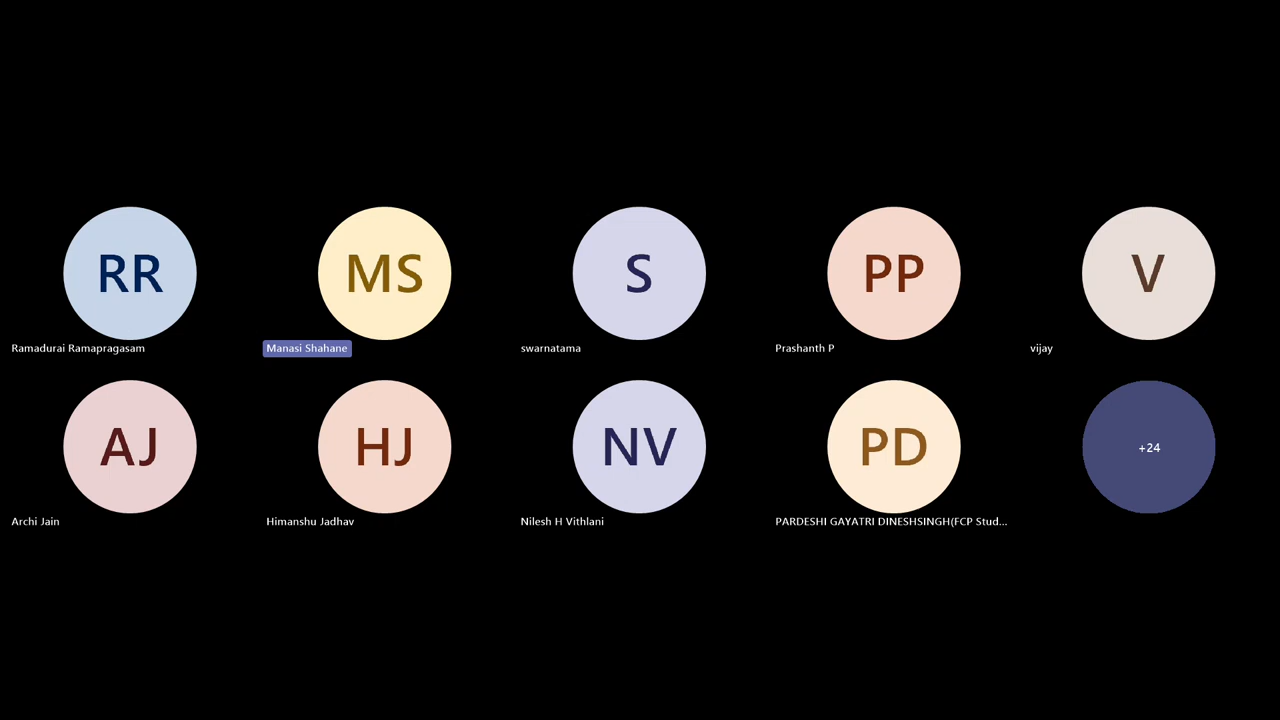 RR
MS
S
PP
V
Ramadurai Ramapragasam
Manasi Shahane
swarnatama
Prashanth P
vijay
AJ
HJ
NV
PD
+24
Archi Jain
Himanshu Jadhav
Nilesh H Vithlani
PARDESHI GAYATRI DINESHSINGH(FCP Stud...